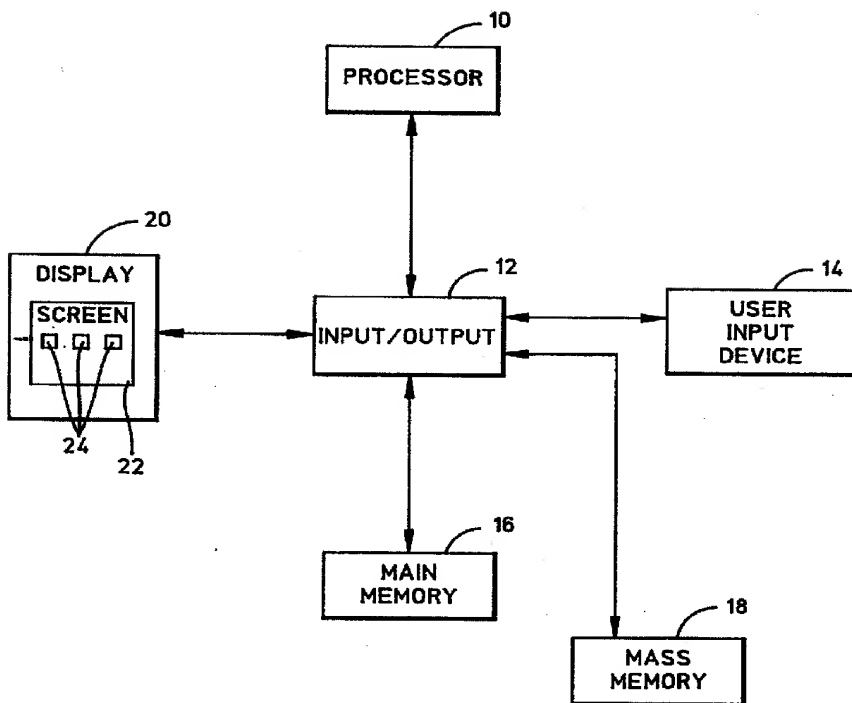 10
PROCESSOR
20
DISPLAY
SCREEN
24
22
12
INPUT/OUTPUT
14
USER
INPUT
DEVICE
16
MAIN
MEMORY
18
MASS
MEMORY